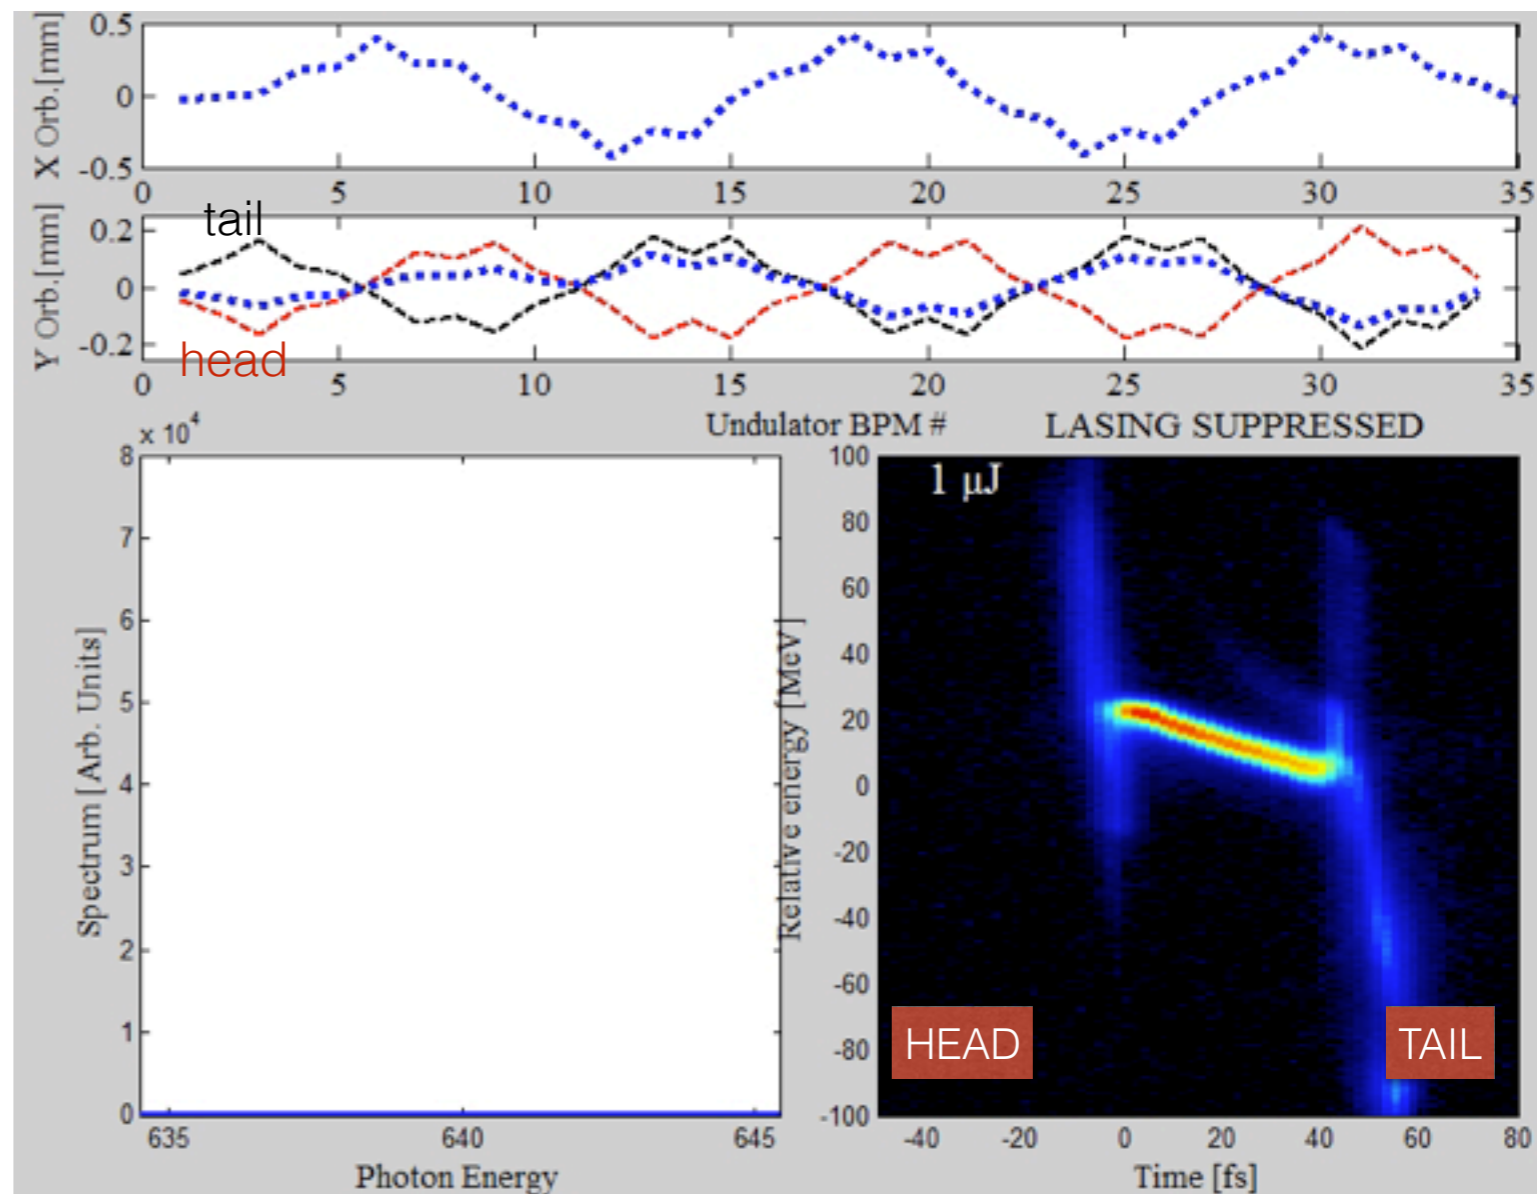 X Orb.[mm]
0.5
0
-0.5
0 5 10 15 20 25 30 35
tail
Y Orb.[mm]
0.2
0
-0.2
head
0 5 10 15 20 25 30 35
Undulator BPM #
LASING SUPPRESSED
x 10⁴
Spectrum [Arb. Units]
8
7
6
5
4
3
2
1
0
635 640 645
Photon Energy
Relative energy [MeV]
100
80
60
40
20
0
-20
-40
-60
-80
-100
1 μJ
HEAD
TAIL
-40 -20 0 20 40 60 80
Time [fs]